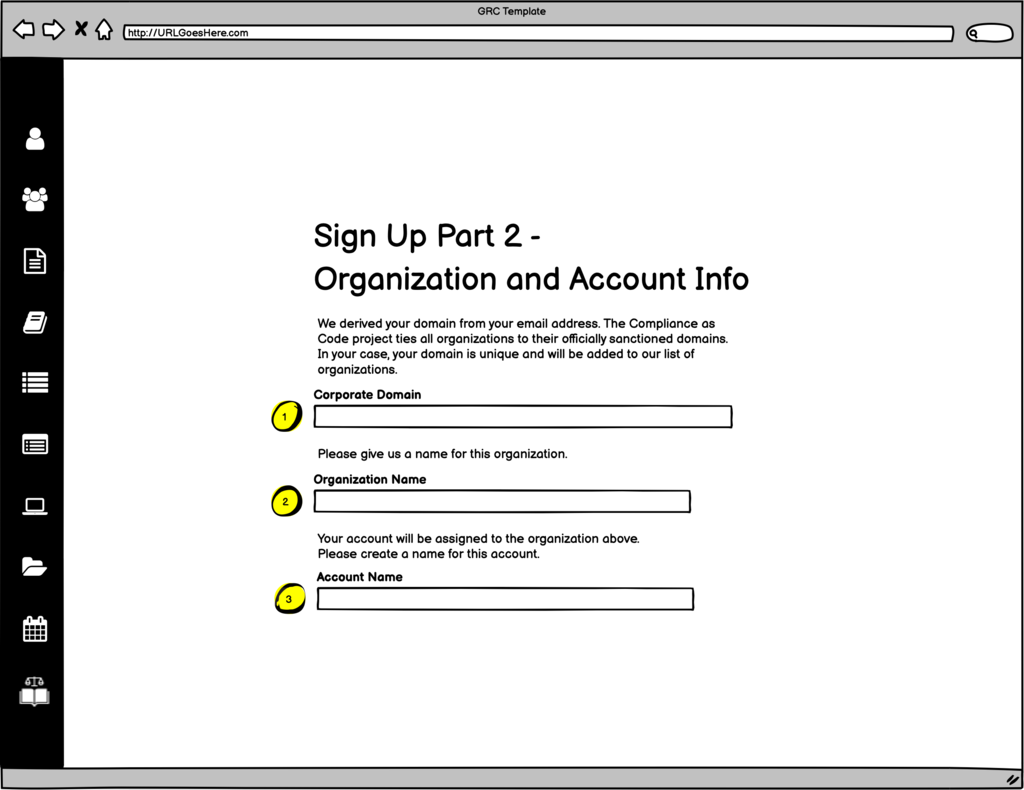 GRC Template
http://URLGoesHere.com
Sign Up Part 2 -
Organization and Account Info
We derived your domain from your email address. The Compliance as
Code project ties all organizations to their officially sanctioned domains.
In your case, your domain is unique and will be added to our list of
organizations.
Corporate Domain
1
Please give us a name for this organization.
Organization Name
2
Your account will be assigned to the organization above.
Please create a name for this account.
Account Name
3